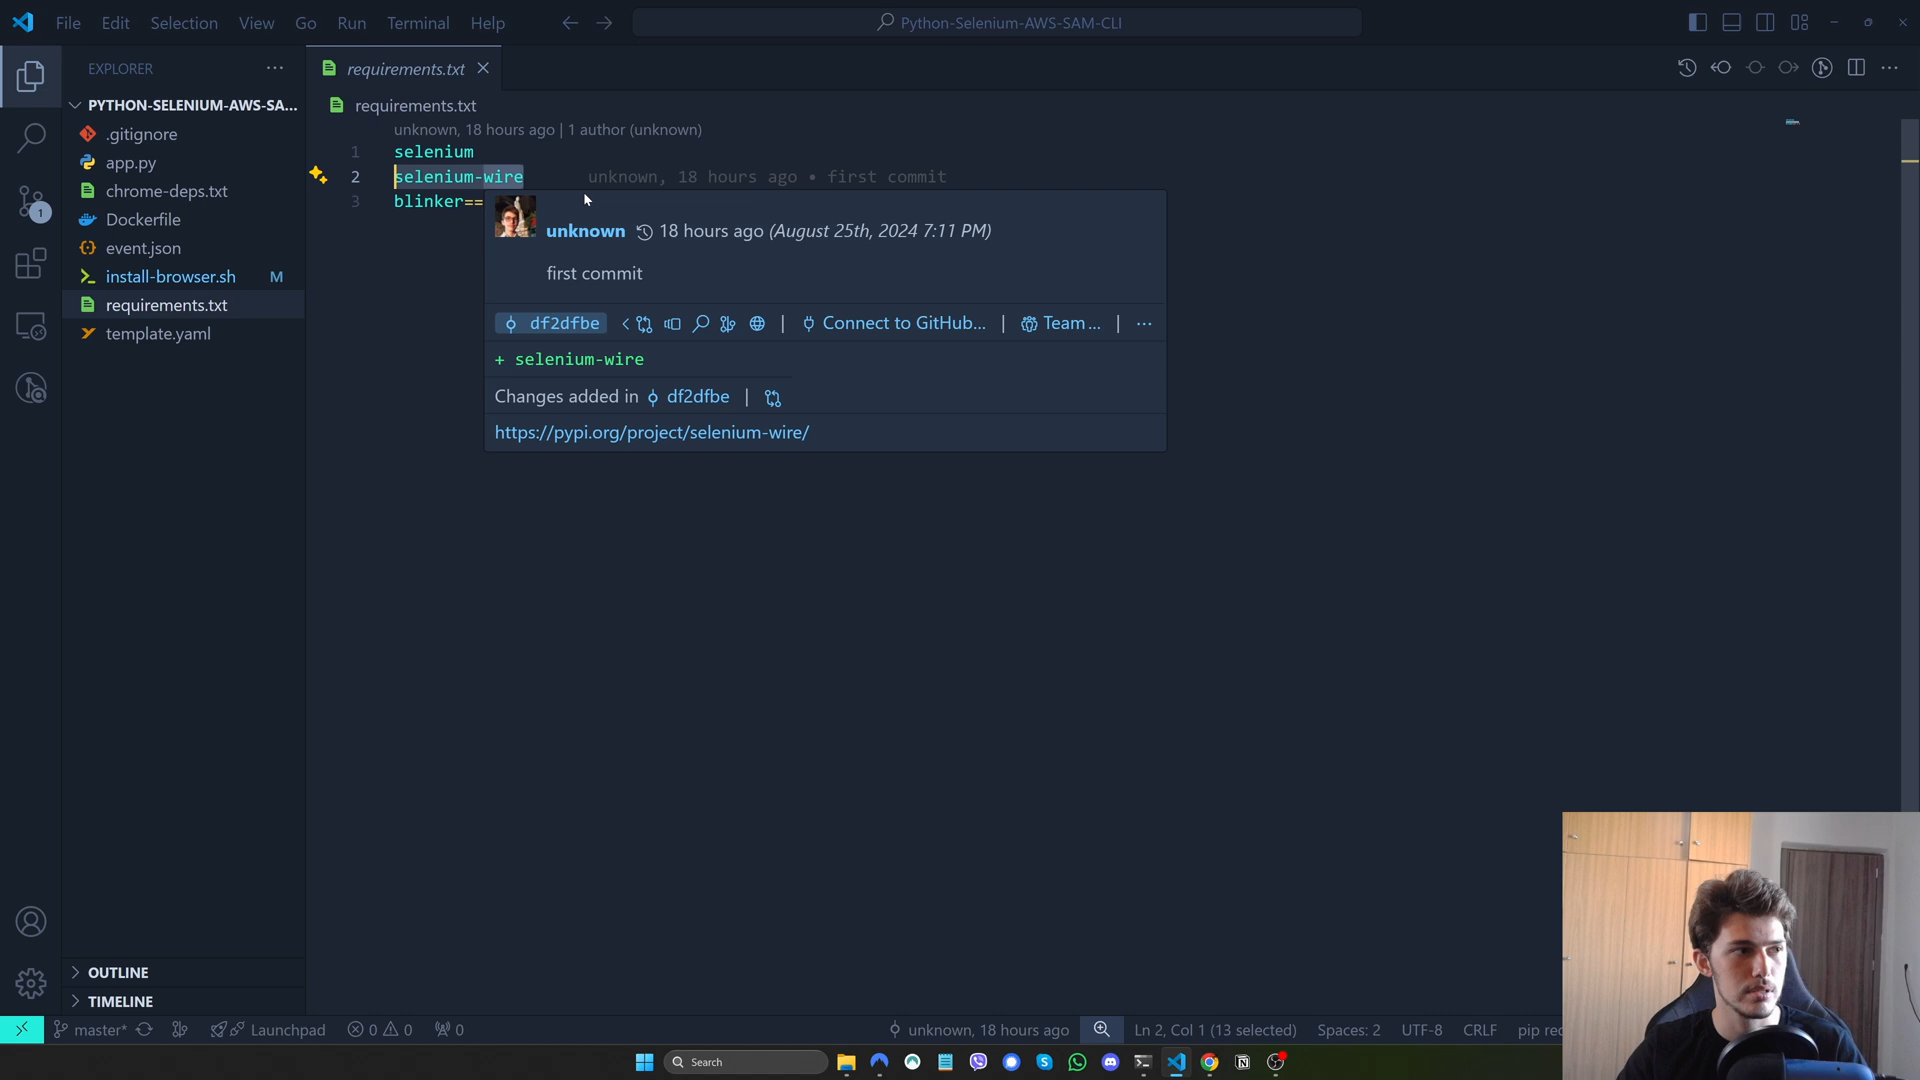 File Edit Selection View Go Run Terminal Help
Python-Selenium-AWS-SAM-CLI
EXPLORER
PYTHON-SELENIUM-AWS-SA...
.gitignore
app.py
chrome-deps.txt
Dockerfile
event.json
install-browser.sh M
requirements.txt
template.yaml
1
OUTLINE
TIMELINE
requirements.txt
requirements.txt
unknown, 18 hours ago | 1 author (unknown)
1 selenium
2 selenium-wire unknown, 18 hours ago • first commit
3 blinker==
unknown 18 hours ago (August 25th, 2024 7:11 PM)
first commit
df2dfbe | Connect to GitHub... | Team... | ...
+ selenium-wire
Changes added in df2dfbe |
https://pypi.org/project/selenium-wire/
master* Launchpad 0 0 0 unknown, 18 hours ago Ln 2, Col 1 (13 selected) Spaces: 2 UTF-8 CRLF pip req
Search